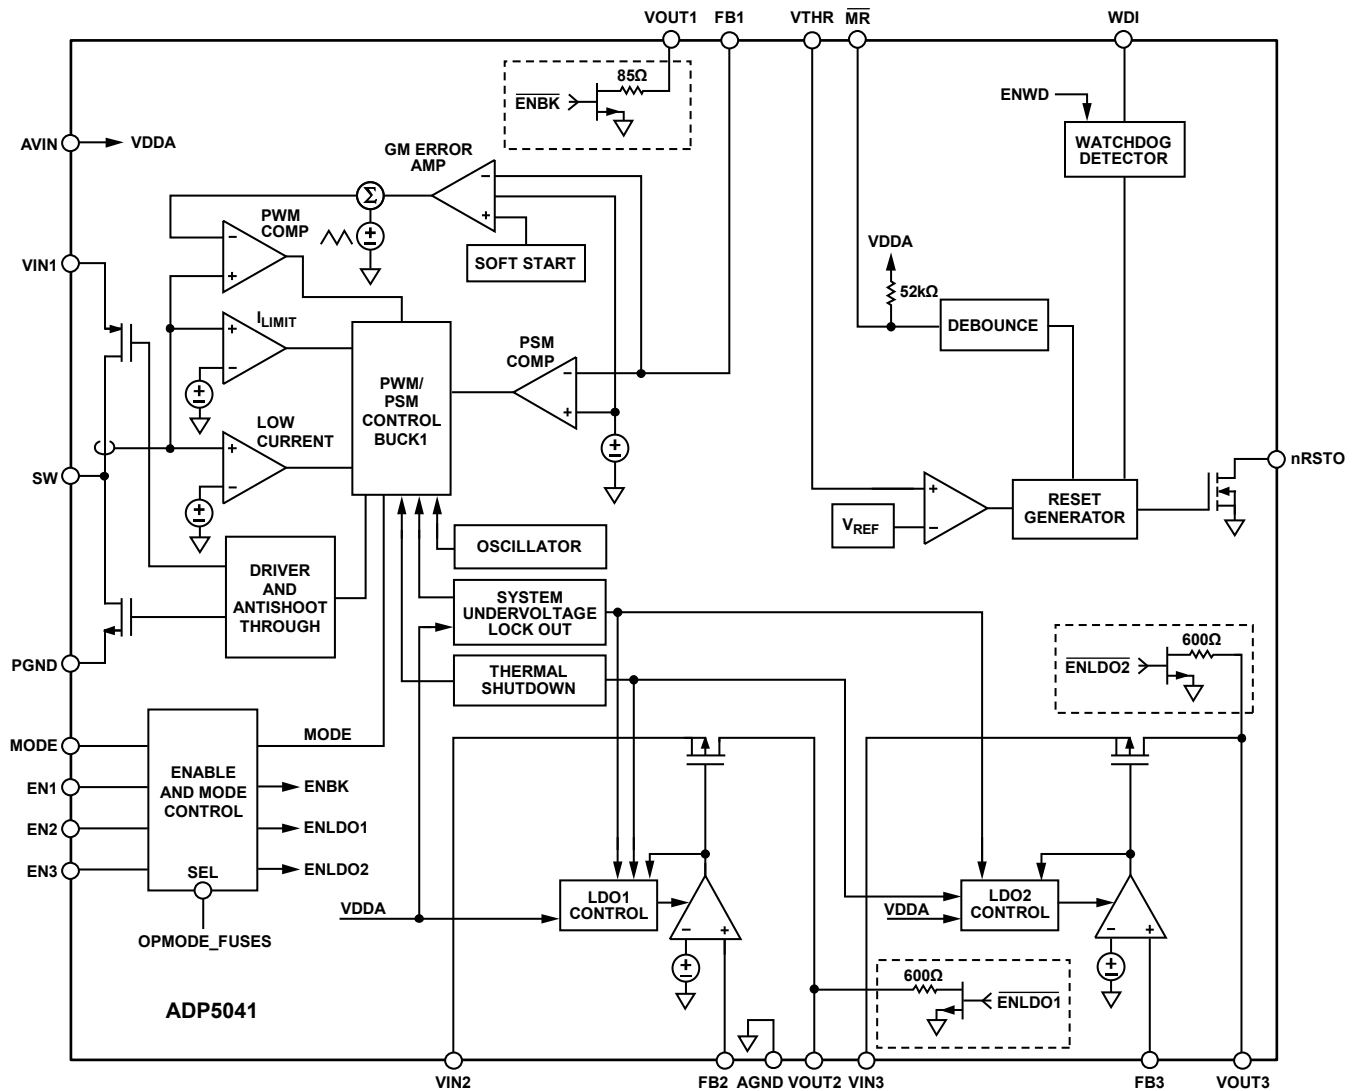 VOUT1 FB1 VTHR MR WDI
85Ω
ENBK
ENWD
AVIN VDDA
WATCHDOG
DETECTOR
GM ERROR
AMP
Σ
PWM
COMP
−
+
−
+
SOFT START
VDDA
52kΩ
VIN1
DEBOUNCE
ILIMIT
+
−
PSM
COMP
−
+
PWM/
PSM
CONTROL
BUCK1
LOW
CURRENT
+
−
SW
nRSTO
+
−
VREF
RESET
GENERATOR
OSCILLATOR
DRIVER
AND
ANTISHOOT
THROUGH
SYSTEM
UNDERVOLTAGE
LOCK OUT
THERMAL
SHUTDOWN
600Ω
ENLDO2
PGND
MODE
EN1
EN2
EN3
ENABLE
AND MODE
CONTROL
SEL
MODE
ENBK
ENLDO1
ENLDO2
OPMODE_FUSES
VDDA
LDO1
CONTROL
− +
VDDA
LDO2
CONTROL
− +
600Ω
ENLDO1
ADP5041
VIN2 FB2 AGND VOUT2 VIN3 FB3 VOUT3